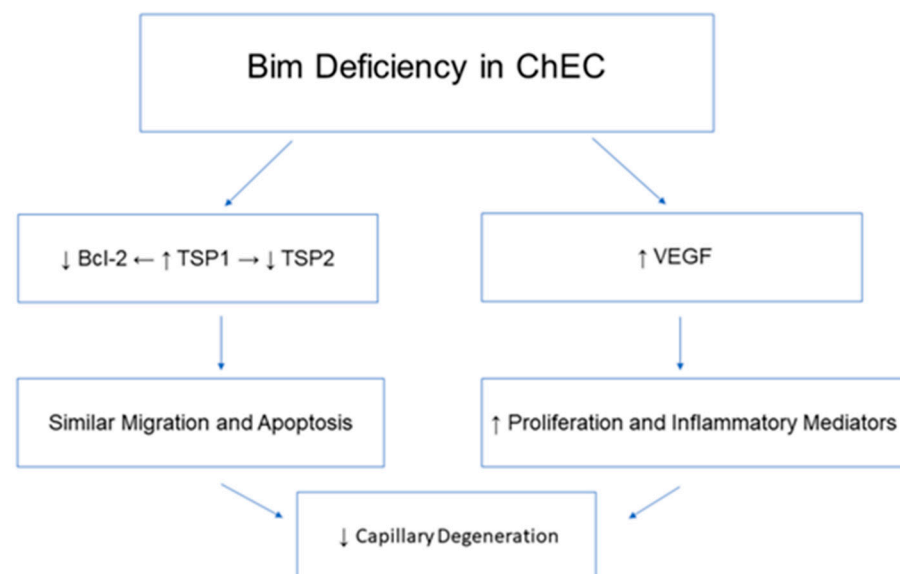 Bim Deficiency in ChEC
↓ Bcl-2 ← ↑ TSP1 → ↓ TSP2
↑ VEGF
Similar Migration and Apoptosis
↑ Proliferation and Inflammatory Mediators
↓ Capillary Degeneration